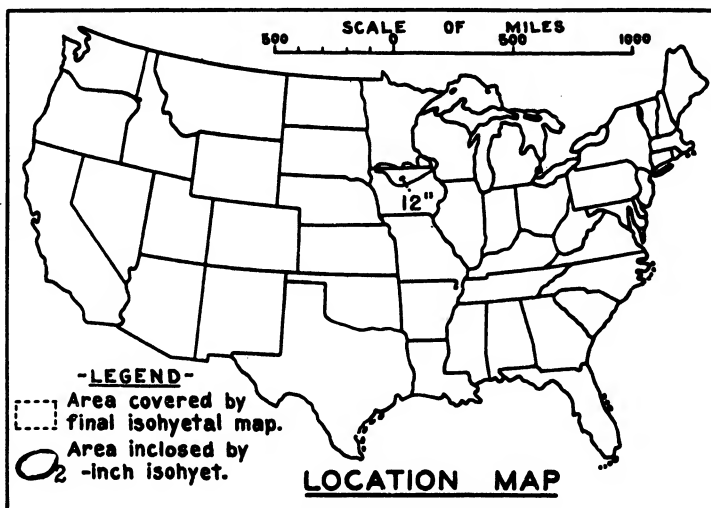 SCALE OF MILES
500 0 500 1000
12"
-LEGEND-
Area covered by
final isohyetal map.
Area inclosed by
2 -inch isohyet.
LOCATION MAP